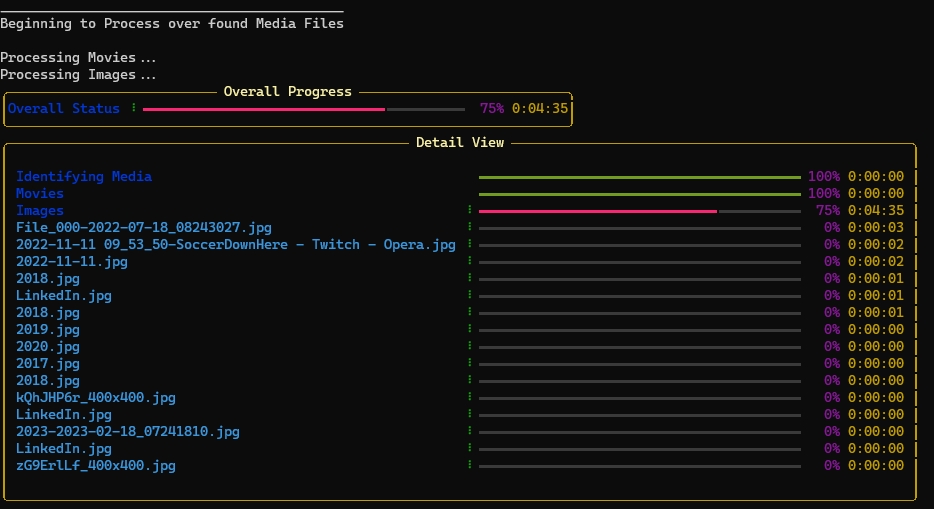 Beginning to Process over found Media Files
Processing Movies...
Processing Images...
Overall Progress
Overall Status 75% 0:04:35
Detail View
Identifying Media 100% 0:00:00
Movies 100% 0:00:00
Images 75% 0:04:35
File_000-2022-07-18_08243027.jpg 0% 0:00:03
2022-11-11 09_53_50-SoccerDownHere - Twitch - Opera.jpg 0% 0:00:02
2022-11-11.jpg 0% 0:00:02
2018.jpg 0% 0:00:01
LinkedIn.jpg 0% 0:00:01
2018.jpg 0% 0:00:01
2019.jpg 0% 0:00:00
2020.jpg 0% 0:00:00
2017.jpg 0% 0:00:00
2018.jpg 0% 0:00:00
kQhJHP6r_400x400.jpg 0% 0:00:00
LinkedIn.jpg 0% 0:00:00
2023-2023-02-18_07241810.jpg 0% 0:00:00
LinkedIn.jpg 0% 0:00:00
zG9ErlLf_400x400.jpg 0% 0:00:00